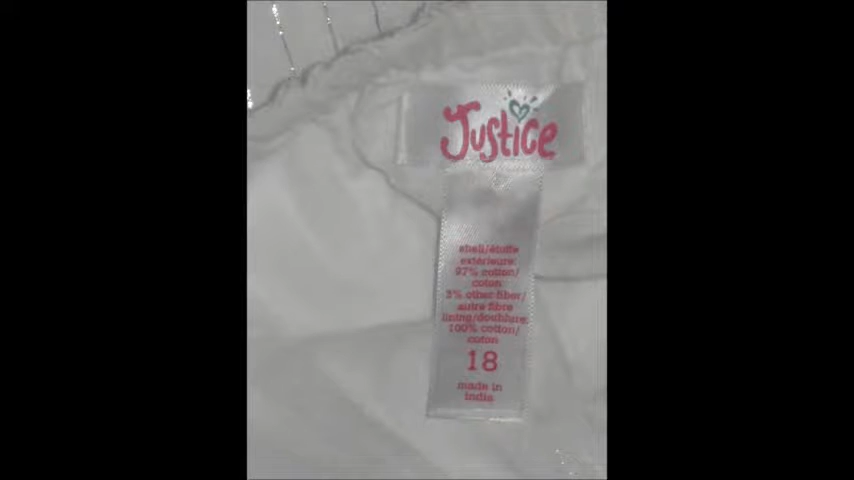 Justice
shell/étoffe
extérieure:
97% cotton/
coton
3% other fiber/
autre fibre
lining/doublure:
100% cotton/
coton
18
made in
india